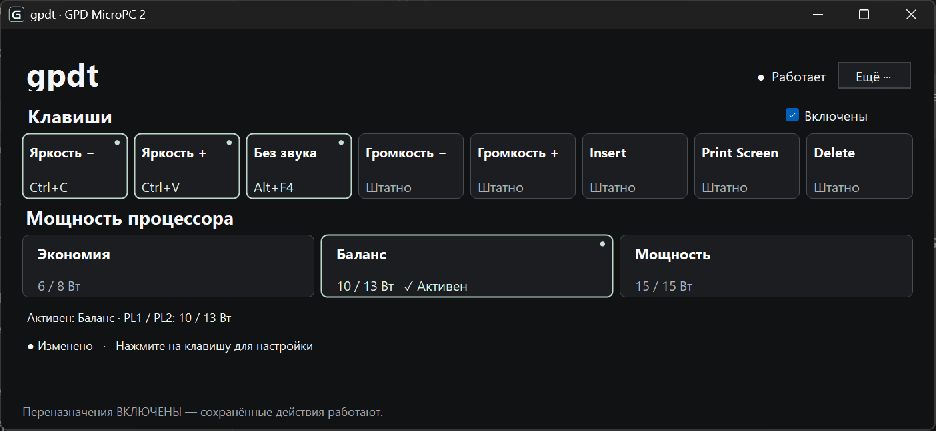 G gpdt · GPD MicroPC 2
gpdt
● Работает
Ещё ···
Клавиши
Включены
Яркость −
Ctrl+C
Яркость +
Ctrl+V
Без звука
Alt+F4
Громкость −
Штатно
Громкость +
Штатно
Insert
Штатно
Print Screen
Штатно
Delete
Штатно
Мощность процессора
Экономия
6 / 8 Вт
Баланс
10 / 13 Вт ✓ Активен
Мощность
15 / 15 Вт
Активен: Баланс · PL1 / PL2: 10 / 13 Вт
● Изменено · Нажмите на клавишу для настройки
Переназначения ВКЛЮЧЕНЫ — сохранённые действия работают.